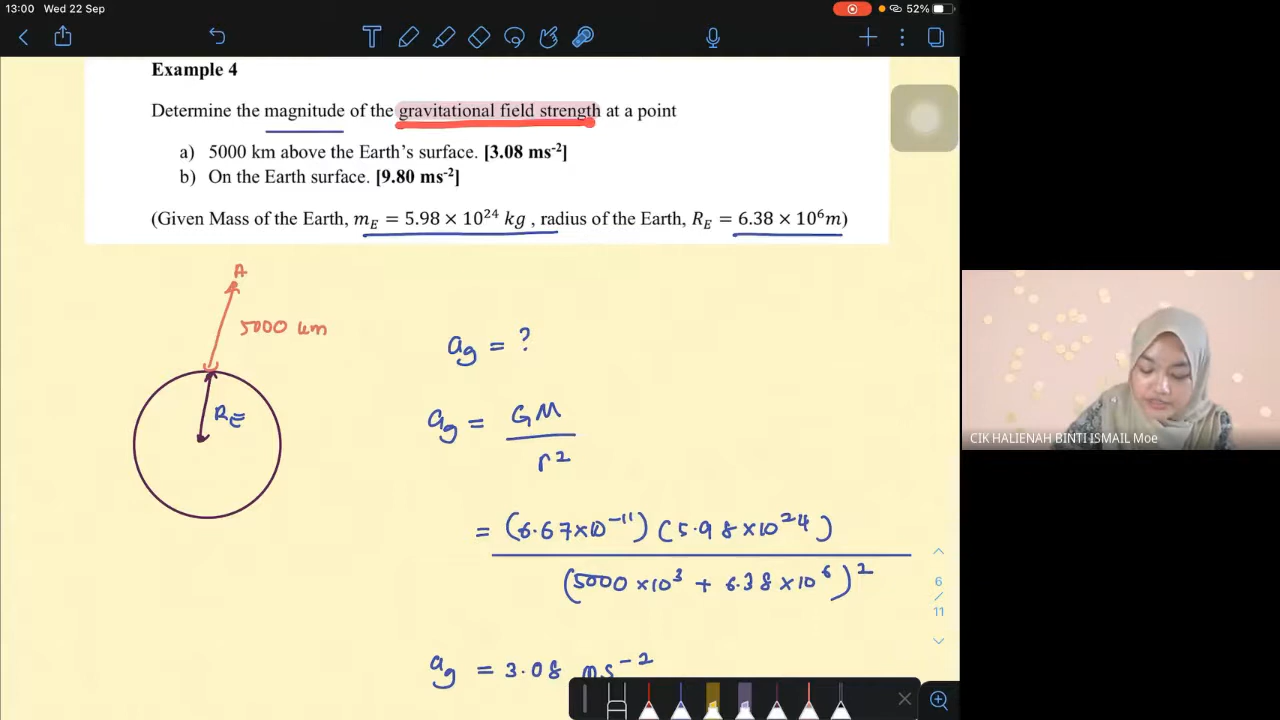 13:00 Wed 22 Sep
52%
T
Example 4
Determine the magnitude of the gravitational field strength at a point
a) 5000 km above the Earth's surface. [3.08 ms⁻²]
b) On the Earth surface. [9.80 ms⁻²]
(Given Mass of the Earth, m_E = 5.98 × 10²⁴ kg , radius of the Earth, R_E = 6.38 × 10⁶m)
A
5000 km
R_E
a_g = ?
a_g = GM / r²
= (6.67×10⁻¹¹) (5.98×10²⁴)
(5000 ×10³ + 6.38 ×10⁶)²
a_g = 3.08 ms⁻²
6
/
11
CIK HALIENAH BINTI ISMAIL Moe